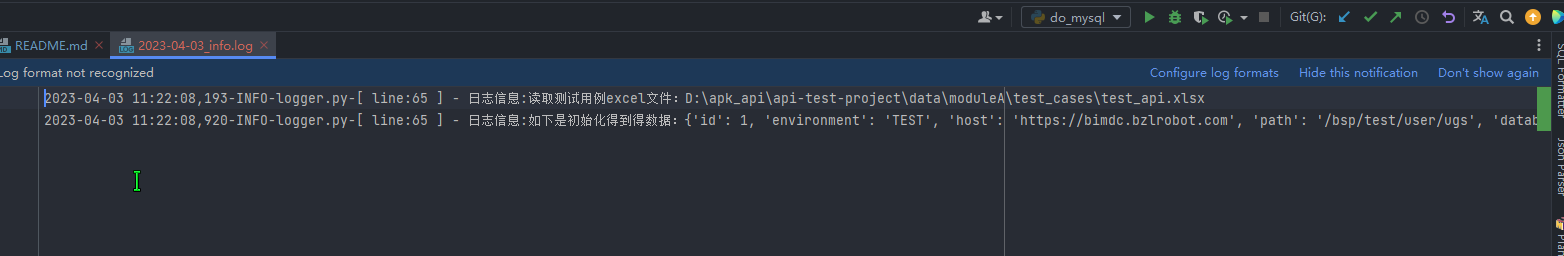 do_mysql
Git(G):
README.md
2023-04-03_info.log
Log format not recognized
Configure log formats
Hide this notification
Don't show again
2023-04-03 11:22:08,193-INFO-logger.py-[ line:65 ] - 日志信息:读取测试用例excel文件：D:\apk_api\api-test-project\data\moduleA\test_cases\test_api.xlsx
2023-04-03 11:22:08,920-INFO-logger.py-[ line:65 ] - 日志信息:如下是初始化得到得数据：{'id': 1, 'environment': 'TEST', 'host': 'https://bimdc.bzlrobot.com', 'path': '/bsp/test/user/ugs', 'datab
SQL Formatter
Json Parser